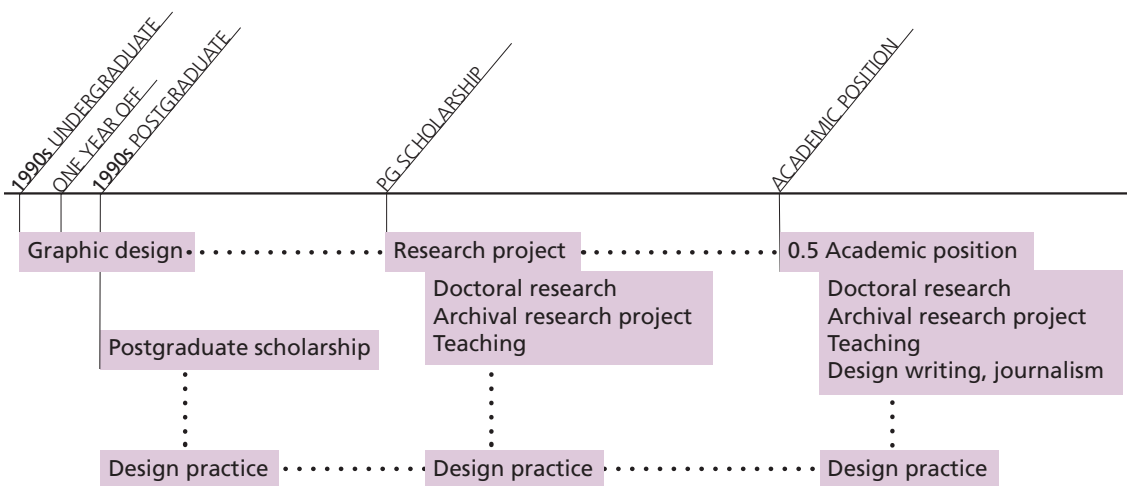 1990s UNDERGRADUATE
ONE YEAR OFF
1990s POSTGRADUATE
PG SCHOLARSHIP
ACADEMIC POSITION
Graphic design
Research project
0.5 Academic position
Doctoral research
Archival research project
Teaching
Doctoral research
Archival research project
Teaching
Design writing, journalism
Postgraduate scholarship
Design practice
Design practice
Design practice